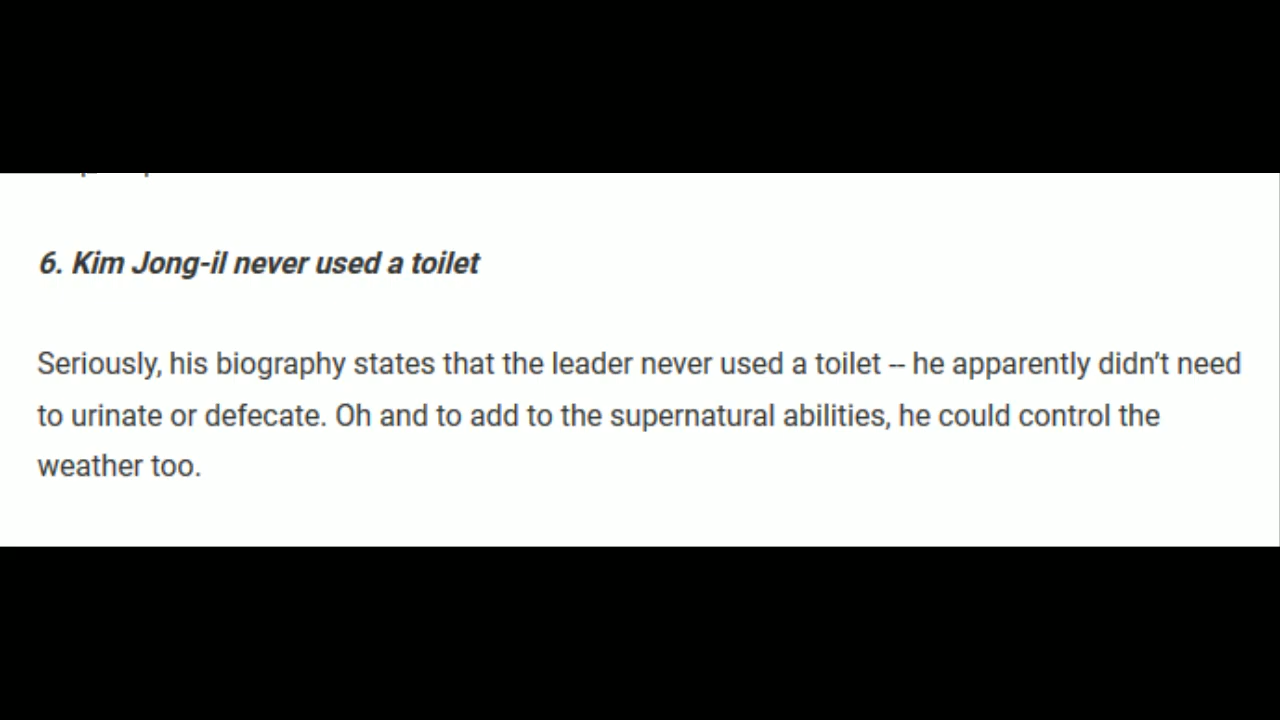 6. Kim Jong-il never used a toilet
Seriously, his biography states that the leader never used a toilet -- he apparently didn’t need
to urinate or defecate. Oh and to add to the supernatural abilities, he could control the
weather too.